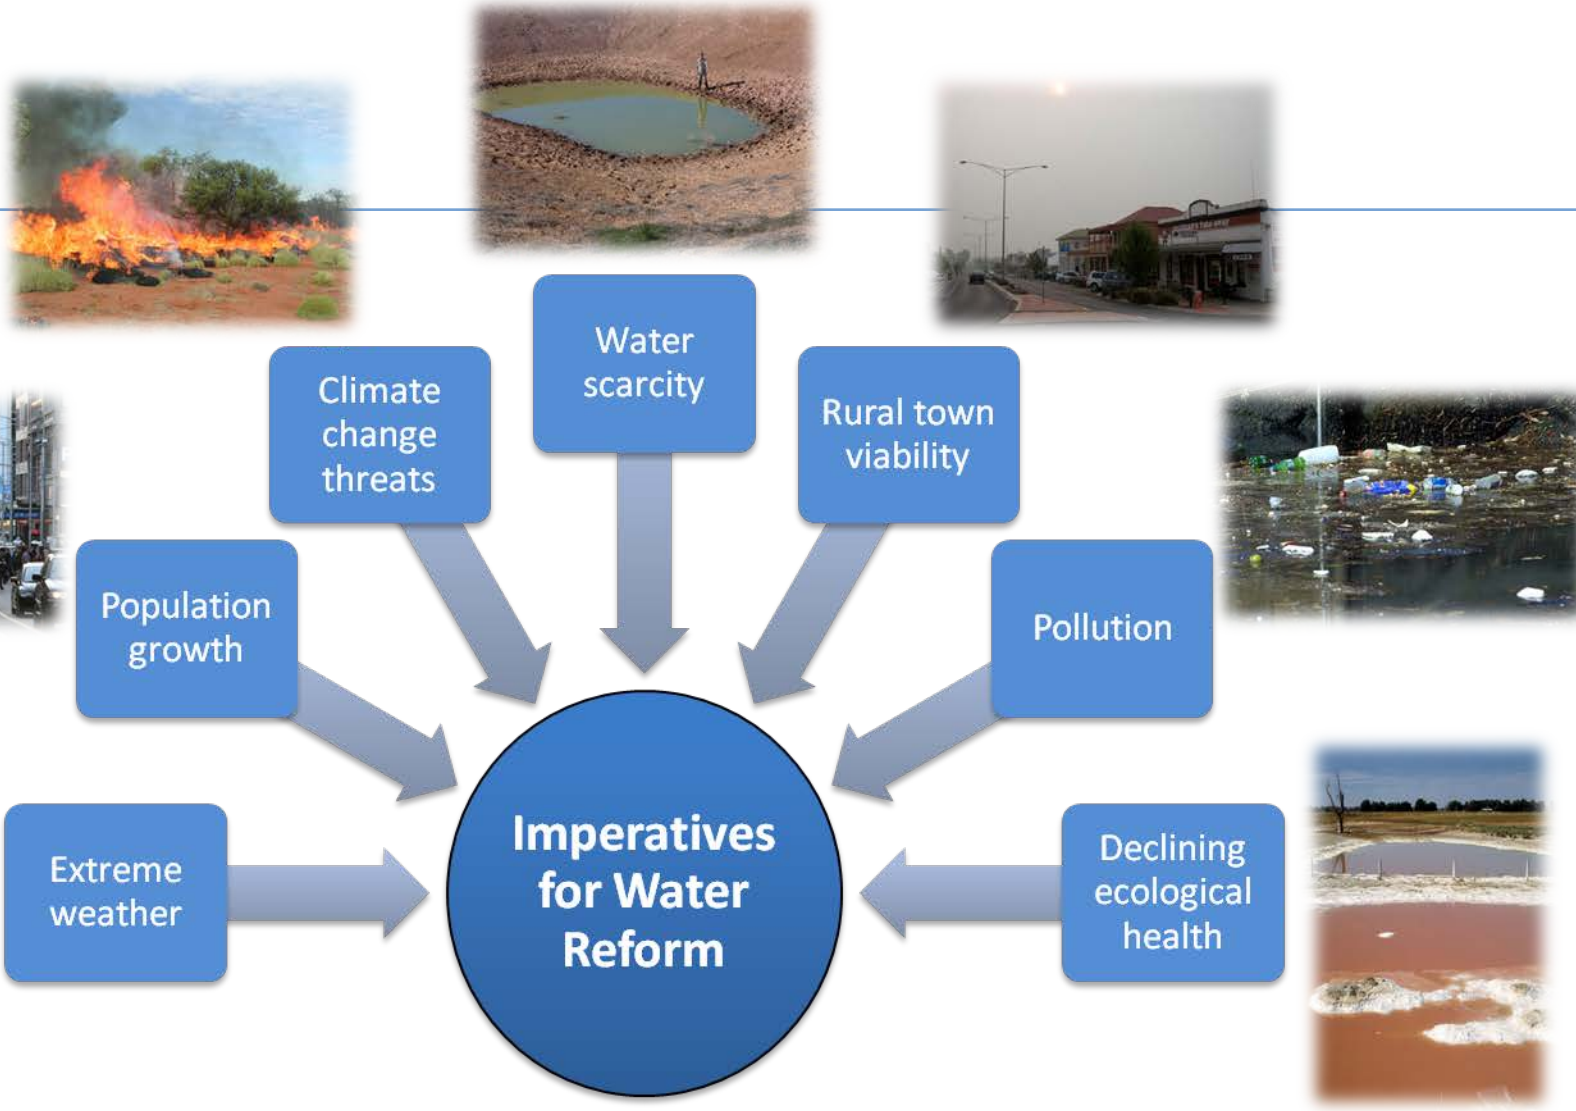 Water
scarcity
Climate
change
threats
Rural town
viability
Population
growth
Pollution
Extreme
weather
Imperatives
for Water
Reform
Declining
ecological
health